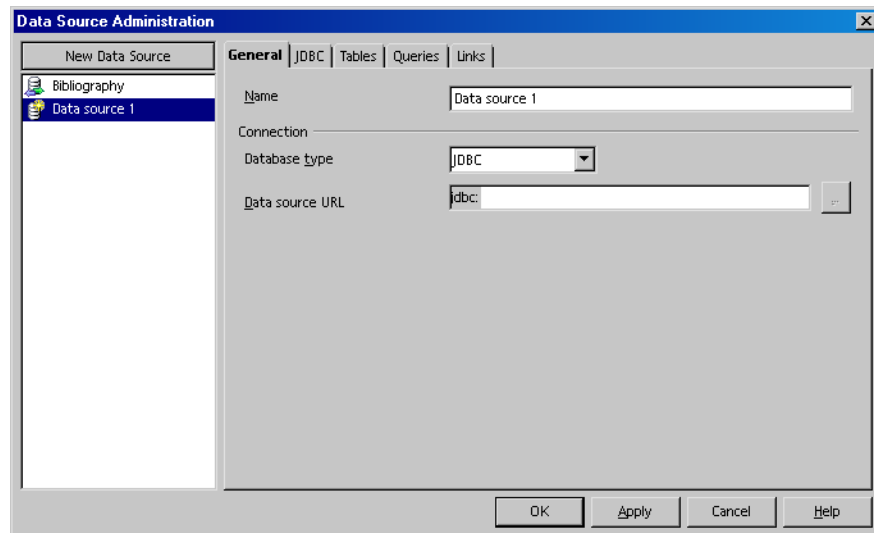 Data Source Administration
New Data Source
Bibliography
Data source 1
General JDBC Tables Queries Links
Name Data source 1
Connection
Database type JDBC
Data source URL jdbc: ...
OK Apply Cancel Help